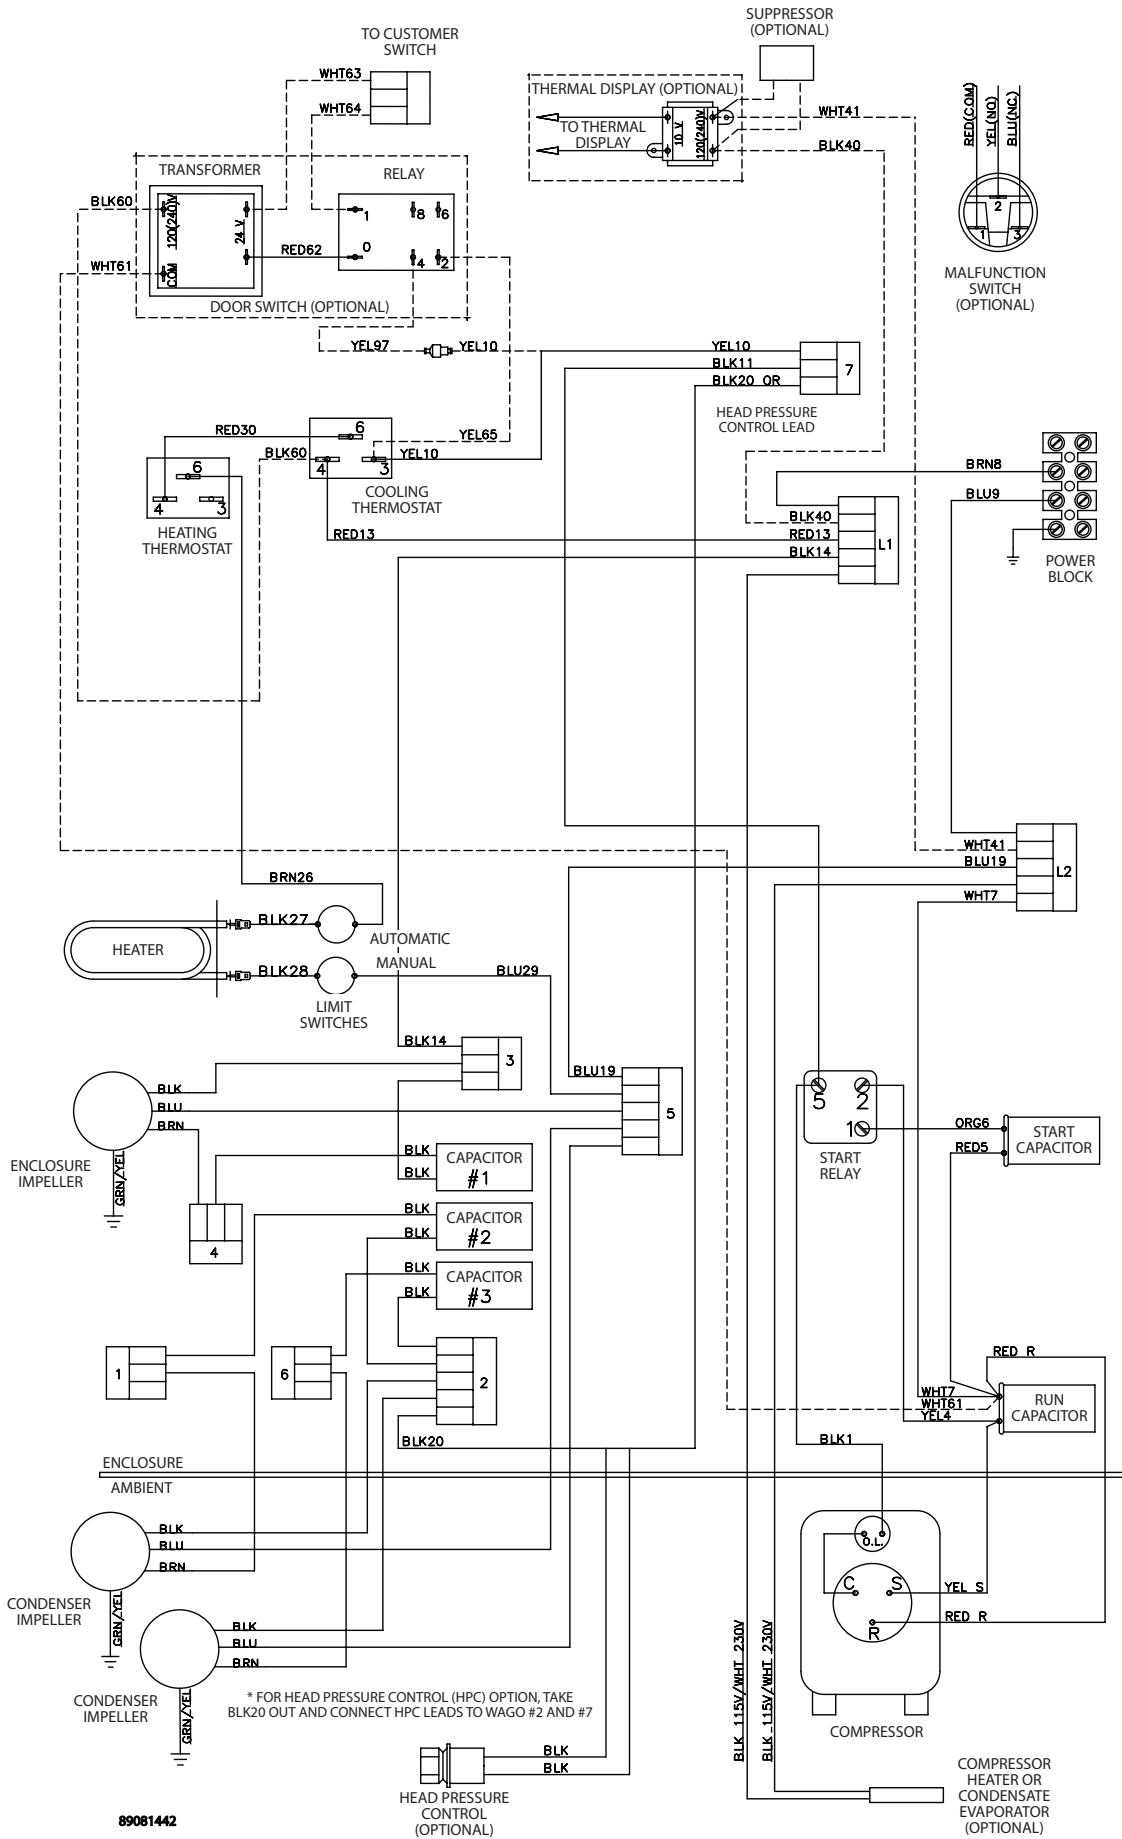 SUPPRESSOR
(OPTIONAL)
TO CUSTOMER
SWITCH
WHT63
WHT64
THERMAL DISPLAY (OPTIONAL)
TO THERMAL
DISPLAY
10 V
120(240)V
WHT41
BLK40
RED(COM)
YEL(NO)
BLU(NC)
2
1
3
MALFUNCTION
SWITCH
(OPTIONAL)
TRANSFORMER
RELAY
BLK60
120(240)V
24 V
COM
WHT61
RED62
1
8
6
0
4
2
DOOR SWITCH (OPTIONAL)
YEL97
YEL10
YEL10
BLK11
BLK20 OR
7
HEAD PRESSURE
CONTROL LEAD
RED30
BLK60
6
4
3
YEL65
YEL10
COOLING
THERMOSTAT
6
4
3
HEATING
THERMOSTAT
RED13
BRN8
BLU9
BLK40
RED13
BLK14
L1
POWER
BLOCK
WHT41
BLU19
WHT7
L2
BRN26
BLK27
HEATER
AUTOMATIC
MANUAL
BLK28
BLU29
LIMIT
SWITCHES
BLK14
3
BLU19
5
BLK
BLU
BRN
ENCLOSURE
IMPELLER
GRN/YEL
4
BLK
BLK
CAPACITOR
#1
BLK
BLK
CAPACITOR
#2
BLK
BLK
CAPACITOR
#3
5
2
1
START
RELAY
ORG6
RED5
START
CAPACITOR
1
6
2
BLK20
RED R
WHT7
WHT61
YEL4
RUN
CAPACITOR
BLK1
ENCLOSURE
AMBIENT
BLK
BLU
BRN
CONDENSER
IMPELLER
GRN/YEL
BLK
BLU
BRN
CONDENSER
IMPELLER
GRN/YEL
O.L.
C
S
R
YEL S
RED R
COMPRESSOR
BLK 115V/WHT 230V
BLK 115V/WHT 230V
* FOR HEAD PRESSURE CONTROL (HPC) OPTION, TAKE
BLK20 OUT AND CONNECT HPC LEADS TO WAGO #2 AND #7
BLK
BLK
HEAD PRESSURE
CONTROL
(OPTIONAL)
COMPRESSOR
HEATER OR
CONDENSATE
EVAPORATOR
(OPTIONAL)
89081442